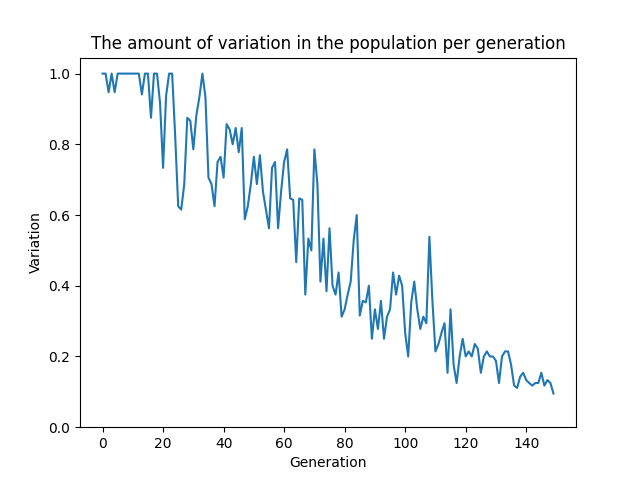 The amount of variation in the population per generation
1.0
0.8
0.6
0.4
0.2
0.0
Variation
0 20 40 60 80 100 120 140
Generation